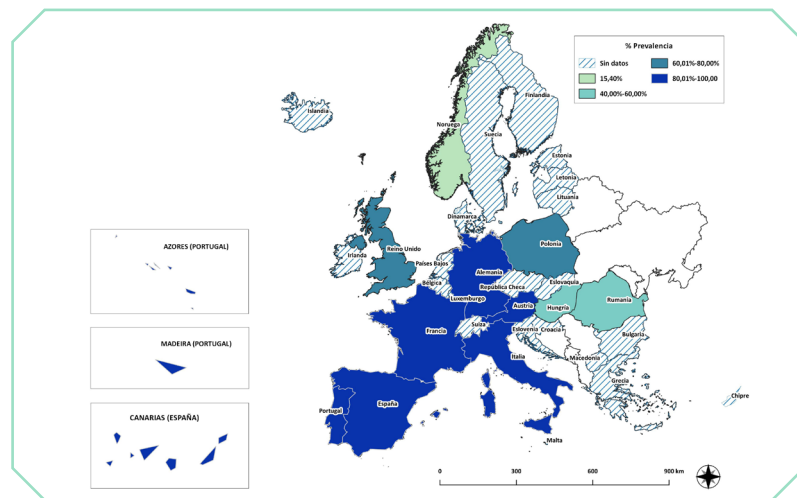 % Prevalencia
Sin datos
60,01%-80,00%
15,40%
80,01%-100,00
40,00%-60,00%
Islandia
Finlandia
Noruega
Suecia
Estonia
Letonia
Lituania
Dinamarca
Irlanda
Reino Unido
Países Bajos
Polonia
Bélgica
Alemania
República Checa
Eslovaquia
Luxemburgo
Austria
Hungría
Rumania
Francia
Suiza
Eslovenia
Croacia
Bulgaria
Italia
Macedonia
Grecia
Chipre
Portugal
España
Malta
AZORES (PORTUGAL)
MADEIRA (PORTUGAL)
CANARIAS (ESPAÑA)
0 300 600 900 km